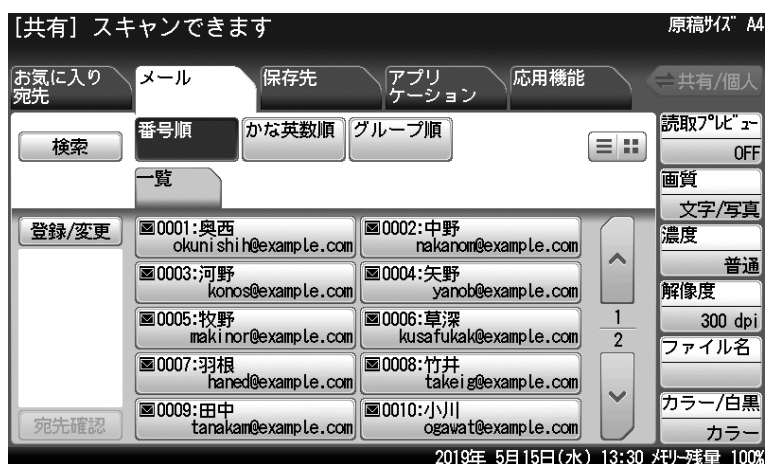 [共有] スキャンできます
原稿ｻｲｽﾞ A4
お気に入り
宛先
メール
保存先
アプリ
ケーション
応用機能
共有/個人
検索
番号順
かな英数順
グループ順
一覧
読取ﾌﾟﾚﾋﾞｭｰ
OFF
画質
文字/写真
濃度
普通
解像度
300 dpi
ファイル名
カラー/白黒
カラー
登録/変更
0001:奥西
okunishih@example.com
0002:中野
nakanom@example.com
0003:河野
konos@example.com
0004:矢野
yanob@example.com
0005:牧野
makinor@example.com
0006:草深
kusafukak@example.com
0007:羽根
haned@example.com
0008:竹井
takeig@example.com
0009:田中
tanakam@example.com
0010:小川
ogawat@example.com
1
2
宛先確認
2019年 5月15日(水) 13:30 ﾒﾓﾘｰ残量 100%